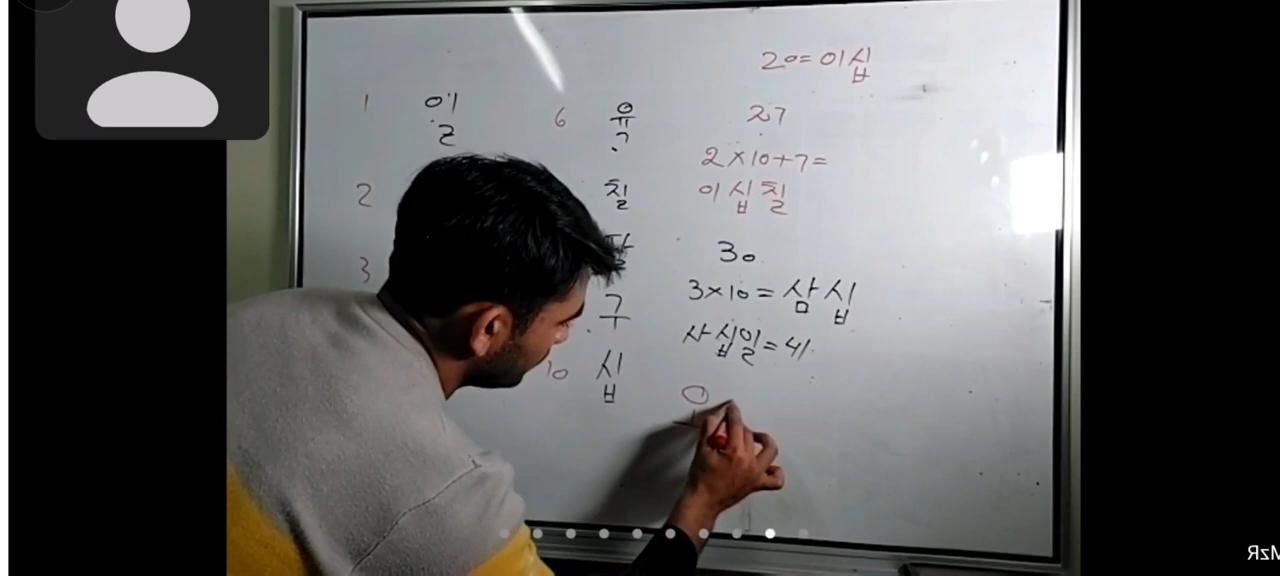 20=이십
1 일
6 육
27
2×10+7=
2
칠
이십칠
3
30
구
3×10=삼십
사십일=41
10 십